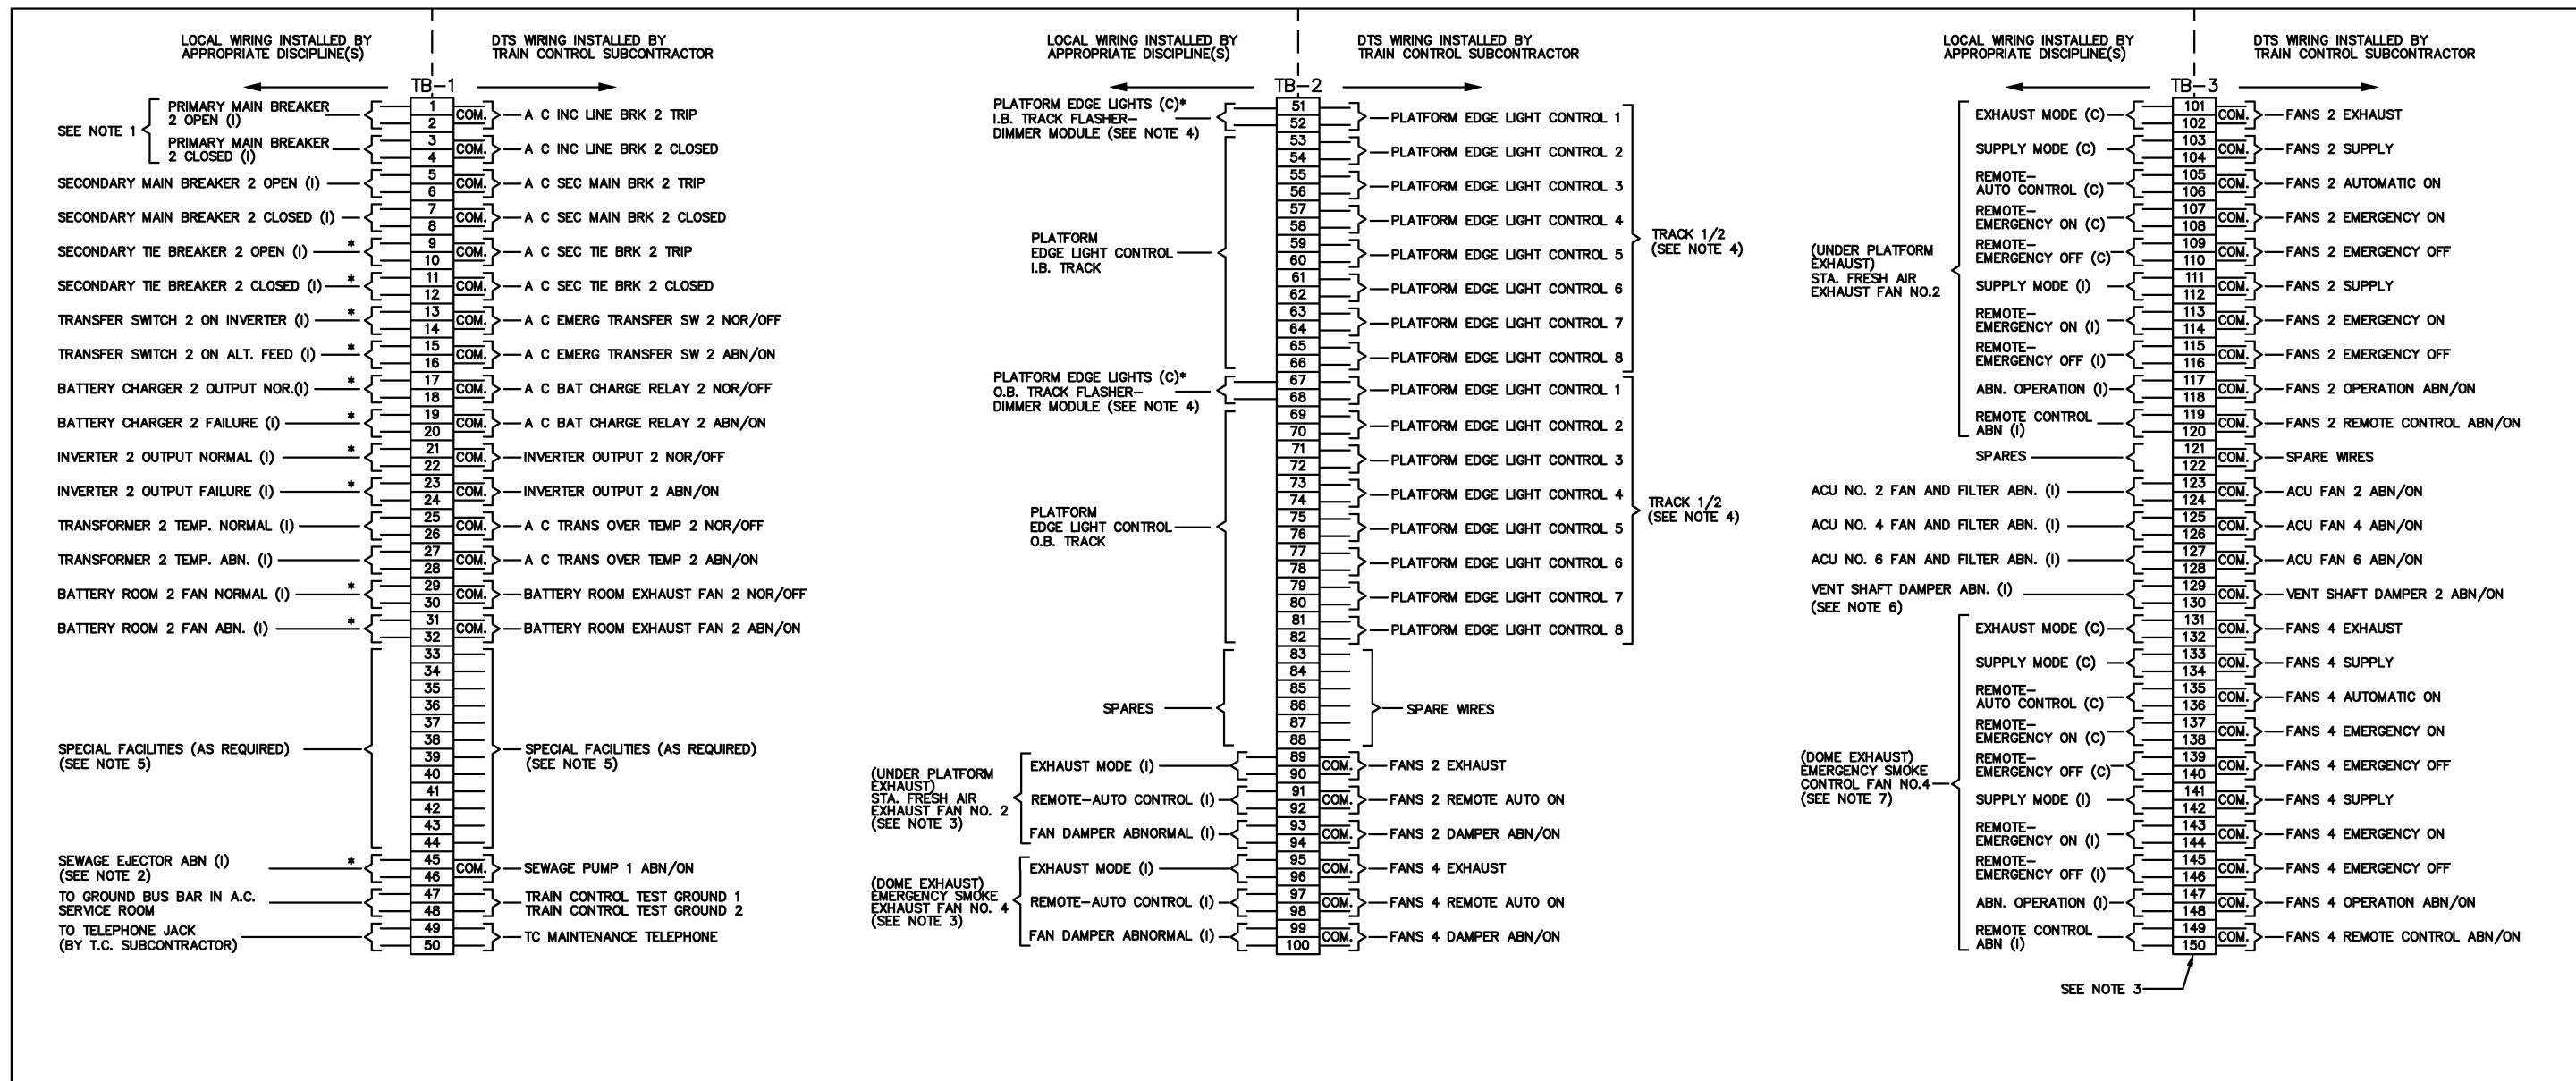 LOCAL WIRING INSTALLED BY
APPROPRIATE DISCIPLINE(S)
DTS WIRING INSTALLED BY
TRAIN CONTROL SUBCONTRACTOR
TB-1
SEE NOTE 1
PRIMARY MAIN BREAKER
2 OPEN (I)
1
2
COM.
A C INC LINE BRK 2 TRIP
PRIMARY MAIN BREAKER
2 CLOSED (I)
3
4
COM.
A C INC LINE BRK 2 CLOSED
SECONDARY MAIN BREAKER 2 OPEN (I)
5
6
COM.
A C SEC MAIN BRK 2 TRIP
SECONDARY MAIN BREAKER 2 CLOSED (I)
7
8
COM.
A C SEC MAIN BRK 2 CLOSED
SECONDARY TIE BREAKER 2 OPEN (I) *
9
10
COM.
A C SEC TIE BRK 2 TRIP
SECONDARY TIE BREAKER 2 CLOSED (I) *
11
12
COM.
A C SEC TIE BRK 2 CLOSED
TRANSFER SWITCH 2 ON INVERTER (I) *
13
14
COM.
A C EMERG TRANSFER SW 2 NOR/OFF
TRANSFER SWITCH 2 ON ALT. FEED (I) *
15
16
COM.
A C EMERG TRANSFER SW 2 ABN/ON
BATTERY CHARGER 2 OUTPUT NOR.(I) *
17
18
COM.
A C BAT CHARGE RELAY 2 NOR/OFF
BATTERY CHARGER 2 FAILURE (I) *
19
20
COM.
A C BAT CHARGE RELAY 2 ABN/ON
INVERTER 2 OUTPUT NORMAL (I) *
21
22
COM.
INVERTER OUTPUT 2 NOR/OFF
INVERTER 2 OUTPUT FAILURE (I) *
23
24
COM.
INVERTER OUTPUT 2 ABN/ON
TRANSFORMER 2 TEMP. NORMAL (I)
25
26
COM.
A C TRANS OVER TEMP 2 NOR/OFF
TRANSFORMER 2 TEMP. ABN. (I)
27
28
COM.
A C TRANS OVER TEMP 2 ABN/ON
BATTERY ROOM 2 FAN NORMAL (I) *
29
30
COM.
BATTERY ROOM EXHAUST FAN 2 NOR/OFF
BATTERY ROOM 2 FAN ABN. (I) *
31
32
COM.
BATTERY ROOM EXHAUST FAN 2 ABN/ON
33
34
35
36
37
38
39
40
41
42
43
44
SPECIAL FACILITIES (AS REQUIRED)
(SEE NOTE 5)
SPECIAL FACILITIES (AS REQUIRED)
(SEE NOTE 5)
SEWAGE EJECTOR ABN (I) *
(SEE NOTE 2)
45
46
COM.
SEWAGE PUMP 1 ABN/ON
TO GROUND BUS BAR IN A.C.
SERVICE ROOM
47
48
TRAIN CONTROL TEST GROUND 1
TRAIN CONTROL TEST GROUND 2
TO TELEPHONE JACK
(BY T.C. SUBCONTRACTOR)
49
50
TC MAINTENANCE TELEPHONE
LOCAL WIRING INSTALLED BY
APPROPRIATE DISCIPLINE(S)
DTS WIRING INSTALLED BY
TRAIN CONTROL SUBCONTRACTOR
TB-2
PLATFORM EDGE LIGHTS (C)*
I.B. TRACK FLASHER-
DIMMER MODULE (SEE NOTE 4)
51
52
PLATFORM EDGE LIGHT CONTROL 1
PLATFORM
EDGE LIGHT CONTROL
I.B. TRACK
53
54
PLATFORM EDGE LIGHT CONTROL 2
55
56
PLATFORM EDGE LIGHT CONTROL 3
57
58
PLATFORM EDGE LIGHT CONTROL 4
59
60
PLATFORM EDGE LIGHT CONTROL 5
61
62
PLATFORM EDGE LIGHT CONTROL 6
63
64
PLATFORM EDGE LIGHT CONTROL 7
65
66
PLATFORM EDGE LIGHT CONTROL 8
TRACK 1/2
(SEE NOTE 4)
PLATFORM EDGE LIGHTS (C)*
O.B. TRACK FLASHER-
DIMMER MODULE (SEE NOTE 4)
67
68
PLATFORM EDGE LIGHT CONTROL 1
PLATFORM
EDGE LIGHT CONTROL
O.B. TRACK
69
70
PLATFORM EDGE LIGHT CONTROL 2
71
72
PLATFORM EDGE LIGHT CONTROL 3
73
74
PLATFORM EDGE LIGHT CONTROL 4
75
76
PLATFORM EDGE LIGHT CONTROL 5
77
78
PLATFORM EDGE LIGHT CONTROL 6
79
80
PLATFORM EDGE LIGHT CONTROL 7
81
82
PLATFORM EDGE LIGHT CONTROL 8
TRACK 1/2
(SEE NOTE 4)
83
84
85
86
87
88
SPARES
SPARE WIRES
(UNDER PLATFORM
EXHAUST)
STA. FRESH AIR
EXHAUST FAN NO. 2
(SEE NOTE 3)
EXHAUST MODE (I)
89
90
COM.
FANS 2 EXHAUST
REMOTE-AUTO CONTROL (I)
91
92
COM.
FANS 2 REMOTE AUTO ON
FAN DAMPER ABNORMAL (I)
93
94
COM.
FANS 2 DAMPER ABN/ON
(DOME EXHAUST)
EMERGENCY SMOKE
EXHAUST FAN NO. 4
(SEE NOTE 3)
EXHAUST MODE (I)
95
96
COM.
FANS 4 EXHAUST
REMOTE-AUTO CONTROL (I)
97
98
COM.
FANS 4 REMOTE AUTO ON
FAN DAMPER ABNORMAL (I)
99
100
COM.
FANS 4 DAMPER ABN/ON
LOCAL WIRING INSTALLED BY
APPROPRIATE DISCIPLINE(S)
DTS WIRING INSTALLED BY
TRAIN CONTROL SUBCONTRACTOR
TB-3
(UNDER PLATFORM
EXHAUST)
STA. FRESH AIR
EXHAUST FAN NO.2
EXHAUST MODE (C)
101
102
COM.
FANS 2 EXHAUST
SUPPLY MODE (C)
103
104
COM.
FANS 2 SUPPLY
REMOTE-
AUTO CONTROL (C)
105
106
COM.
FANS 2 AUTOMATIC ON
REMOTE-
EMERGENCY ON (C)
107
108
COM.
FANS 2 EMERGENCY ON
REMOTE-
EMERGENCY OFF (C)
109
110
COM.
FANS 2 EMERGENCY OFF
SUPPLY MODE (I)
111
112
COM.
FANS 2 SUPPLY
REMOTE-
EMERGENCY ON (I)
113
114
COM.
FANS 2 EMERGENCY ON
REMOTE-
EMERGENCY OFF (I)
115
116
COM.
FANS 2 EMERGENCY OFF
ABN. OPERATION (I)
117
118
COM.
FANS 2 OPERATION ABN/ON
REMOTE CONTROL
ABN (I)
119
120
COM.
FANS 2 REMOTE CONTROL ABN/ON
SPARES
121
122
COM.
SPARE WIRES
ACU NO. 2 FAN AND FILTER ABN. (I)
123
124
COM.
ACU FAN 2 ABN/ON
ACU NO. 4 FAN AND FILTER ABN. (I)
125
126
COM.
ACU FAN 4 ABN/ON
ACU NO. 6 FAN AND FILTER ABN. (I)
127
128
COM.
ACU FAN 6 ABN/ON
VENT SHAFT DAMPER ABN. (I)
(SEE NOTE 6)
129
130
COM.
VENT SHAFT DAMPER 2 ABN/ON
(DOME EXHAUST)
EMERGENCY SMOKE
CONTROL FAN NO.4
(SEE NOTE 7)
EXHAUST MODE (C)
131
132
COM.
FANS 4 EXHAUST
SUPPLY MODE (C)
133
134
COM.
FANS 4 SUPPLY
REMOTE-
AUTO CONTROL (C)
135
136
COM.
FANS 4 AUTOMATIC ON
REMOTE-
EMERGENCY ON (C)
137
138
COM.
FANS 4 EMERGENCY ON
REMOTE-
EMERGENCY OFF (C)
139
140
COM.
FANS 4 EMERGENCY OFF
SUPPLY MODE (I)
141
142
COM.
FANS 4 SUPPLY
REMOTE-
EMERGENCY ON (I)
143
144
COM.
FANS 4 EMERGENCY ON
REMOTE-
EMERGENCY OFF (I)
145
146
COM.
FANS 4 EMERGENCY OFF
ABN. OPERATION (I)
147
148
COM.
FANS 4 OPERATION ABN/ON
REMOTE CONTROL
ABN (I)
149
150
COM.
FANS 4 REMOTE CONTROL ABN/ON
SEE NOTE 3